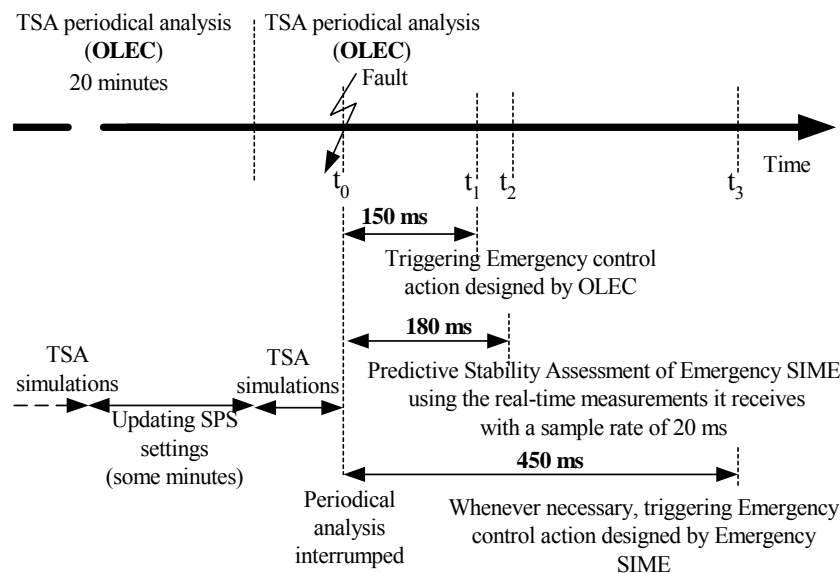 TSA periodical analysis
(OLEC)
20 minutes
TSA periodical analysis
(OLEC)
Fault
Time
t0
t1
t2
t3
150 ms
Triggering Emergency control
action designed by OLEC
180 ms
Predictive Stability Assessment of Emergency SIME
using the real-time measurements it receives
with a sample rate of 20 ms
TSA
simulations
TSA
simulations
Updating SPS
settings
(some minutes)
450 ms
Periodical
analysis
interrumped
Whenever necessary, triggering Emergency
control action designed by Emergency
SIME